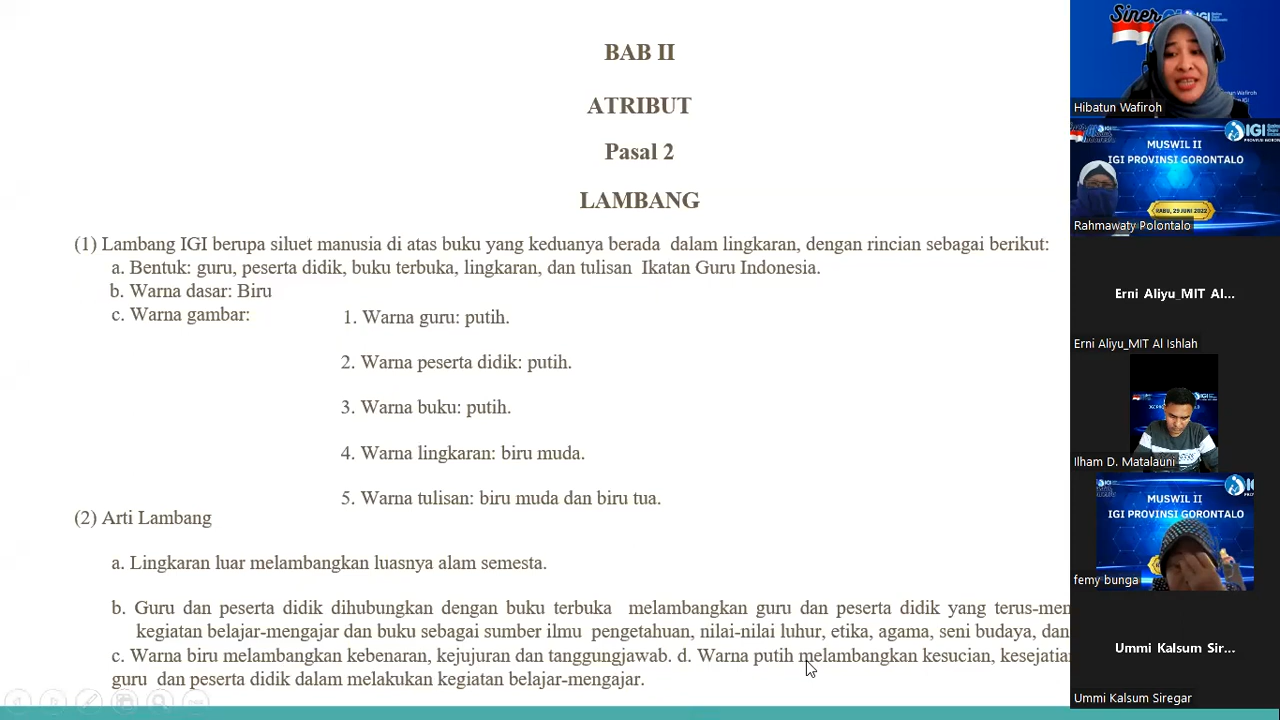 BAB II
ATRIBUT
Pasal 2
LAMBANG
(1) Lambang IGI berupa siluet manusia di atas buku yang keduanya berada dalam lingkaran, dengan rincian sebagai berikut:
a. Bentuk: guru, peserta didik, buku terbuka, lingkaran, dan tulisan Ikatan Guru Indonesia.
b. Warna dasar: Biru
c. Warna gambar:
1. Warna guru: putih.
2. Warna peserta didik: putih.
3. Warna buku: putih.
4. Warna lingkaran: biru muda.
5. Warna tulisan: biru muda dan biru tua.
(2) Arti Lambang
a. Lingkaran luar melambangkan luasnya alam semesta.
b. Guru dan peserta didik dihubungkan dengan buku terbuka melambangkan guru dan peserta didik yang terus-men
kegiatan belajar-mengajar dan buku sebagai sumber ilmu pengetahuan, nilai-nilai luhur, etika, agama, seni budaya, dan
c. Warna biru melambangkan kebenaran, kejujuran dan tanggungjawab. d. Warna putih melambangkan kesucian, kesejatia
guru dan peserta didik dalam melakukan kegiatan belajar-mengajar.
Siner
IGI
Hibatun Wafiroh
IGI
MUSWIL II
IGI PROVINSI GORONTALO
RABU, 29 JUNI 2022
Rahmawaty Polontalo
Erni Aliyu_MIT Al...
Erni Aliyu_MIT Al Ishlah
Ilham D. Matalauni
MUSWIL II
IGI PROVINSI GORONTALO
femy bunga
Ummi Kalsum Sir...
Ummi Kalsum Siregar